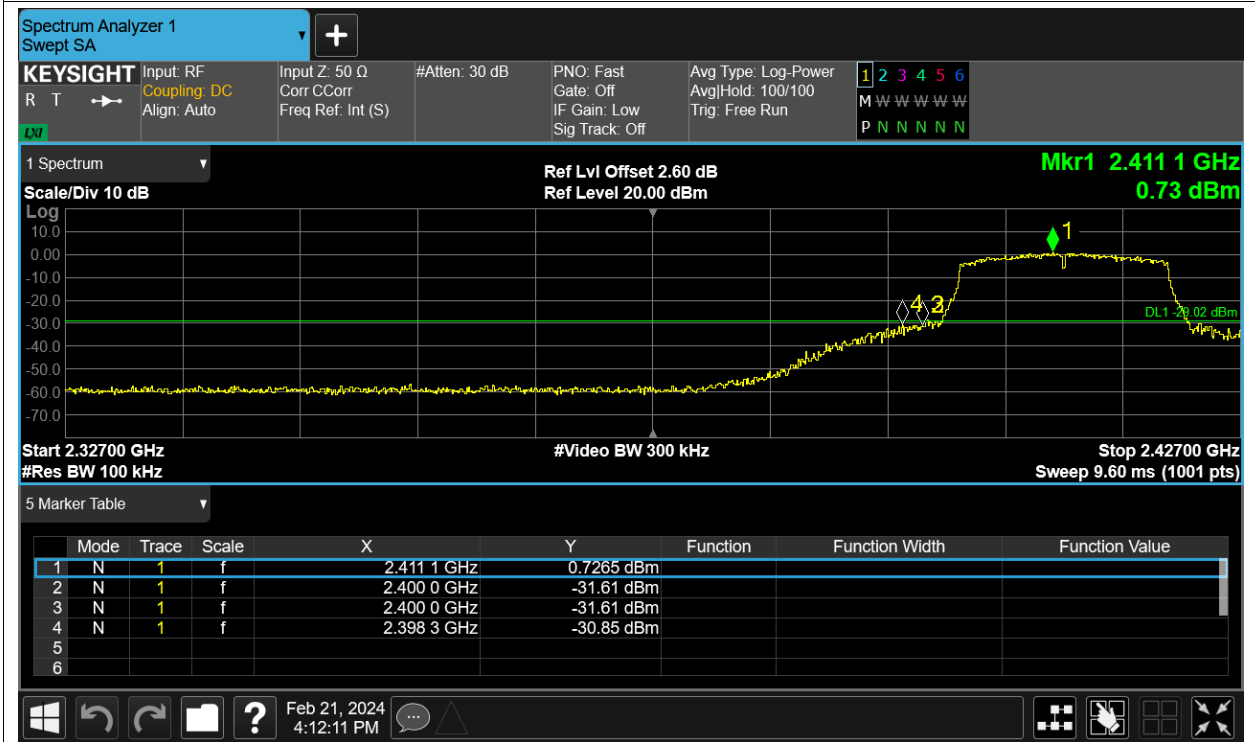 Spectrum Analyzer 1
Swept SA
KEYSIGHT
R T
LXI
Input: RF
Coupling: DC
Align: Auto
Input Z: 50 Ω
Corr CCorr
Freq Ref: Int (S)
#Atten: 30 dB
PNO: Fast
Gate: Off
IF Gain: Low
Sig Track: Off
Avg Type: Log-Power
Avg|Hold: 100/100
Trig: Free Run
1 2 3 4 5 6
M W W W W W
P N N N N N
1 Spectrum
Scale/Div 10 dB
Ref Lvl Offset 2.60 dB
Ref Level 20.00 dBm
Mkr1 2.411 1 GHz
0.73 dBm
Log
10.0
0.00
-10.0
-20.0
-30.0
-40.0
-50.0
-60.0
-70.0
1
4
DL1 -29.02 dBm
Start 2.32700 GHz
#Video BW 300 kHz
Stop 2.42700 GHz
#Res BW 100 kHz
Sweep 9.60 ms (1001 pts)
5 Marker Table
Mode Trace Scale X Y Function Function Width Function Value
1 N 1 f 2.411 1 GHz 0.7265 dBm
2 N 1 f 2.400 0 GHz -31.61 dBm
3 N 1 f 2.400 0 GHz -31.61 dBm
4 N 1 f 2.398 3 GHz -30.85 dBm
5
6
?
Feb 21, 2024
4:12:11 PM